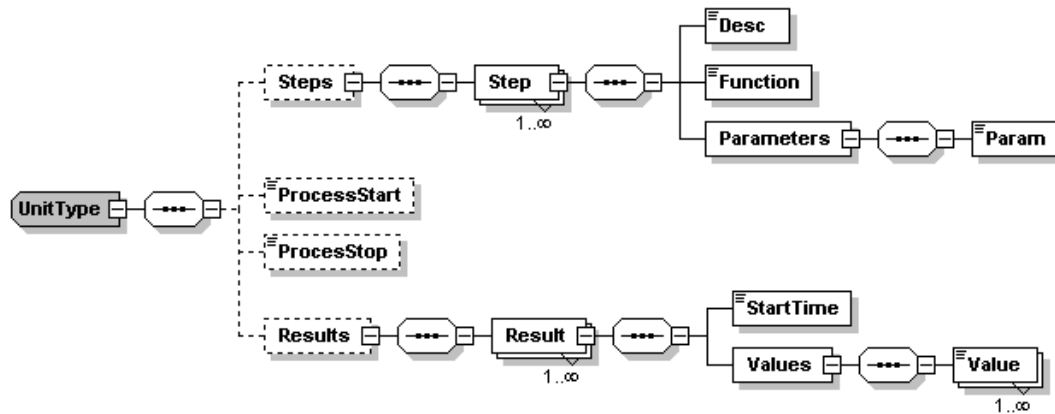 Desc
Steps
Step
Function
1..∞
Parameters
Param
ProcessStart
UnitType
ProcesStop
StartTime
Results
Result
1..∞
Values
Value
1..∞